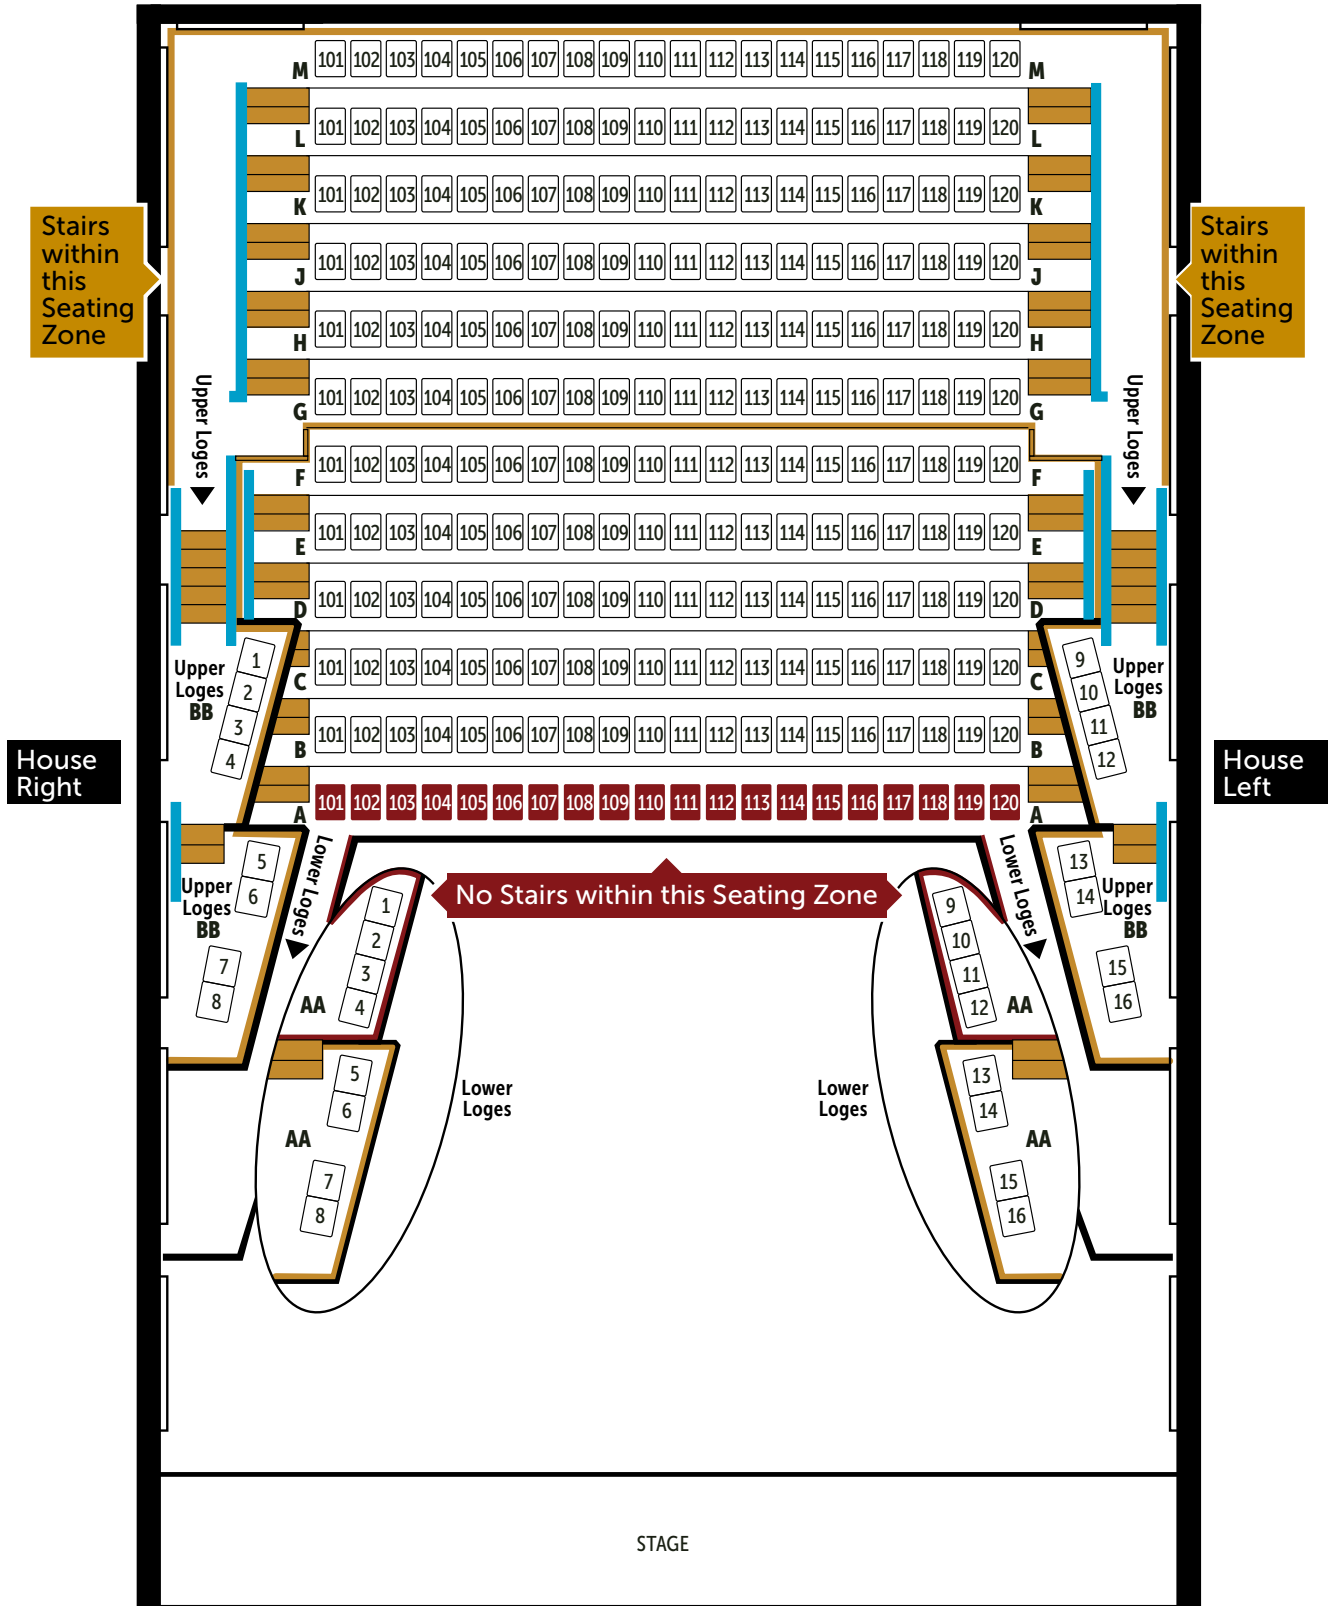 M 101 102 103 104 105 106 107 108 109 110 111 112 113 114 115 116 117 118 119 120 M
L 101 102 103 104 105 106 107 108 109 110 111 112 113 114 115 116 117 118 119 120 L
K 101 102 103 104 105 106 107 108 109 110 111 112 113 114 115 116 117 118 119 120 K
Stairs
within
this
Seating
Zone
Stairs
within
this
Seating
Zone
J 101 102 103 104 105 106 107 108 109 110 111 112 113 114 115 116 117 118 119 120 J
H 101 102 103 104 105 106 107 108 109 110 111 112 113 114 115 116 117 118 119 120 H
G 101 102 103 104 105 106 107 108 109 110 111 112 113 114 115 116 117 118 119 120 G
Upper Loges
Upper Loges
F 101 102 103 104 105 106 107 108 109 110 111 112 113 114 115 116 117 118 119 120 F
E 101 102 103 104 105 106 107 108 109 110 111 112 113 114 115 116 117 118 119 120 E
D 101 102 103 104 105 106 107 108 109 110 111 112 113 114 115 116 117 118 119 120 D
C 101 102 103 104 105 106 107 108 109 110 111 112 113 114 115 116 117 118 119 120 C
B 101 102 103 104 105 106 107 108 109 110 111 112 113 114 115 116 117 118 119 120 B
A 101 102 103 104 105 106 107 108 109 110 111 112 113 114 115 116 117 118 119 120 A
Upper
Loges
BB
1
2
3
4
9
10
11
12
Upper
Loges
BB
House
Right
House
Left
Upper
Loges
BB
5
6
7
8
Lower Loges
No Stairs within this Seating Zone
Lower Loges
13
14
15
16
Upper
Loges
BB
1
2
3
4
AA
9
10
11
12
AA
5
6
AA
7
8
Lower
Loges
Lower
Loges
13
14
AA
15
16
STAGE